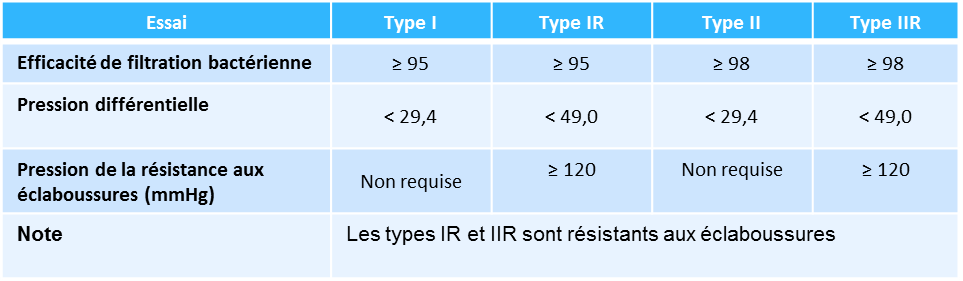 Essai Type I Type IR Type II Type IIR
Efficacité de filtration bactérienne ≥ 95 ≥ 95 ≥ 98 ≥ 98
Pression différentielle < 29,4 < 49,0 < 29,4 < 49,0
Pression de la résistance aux
éclaboussures (mmHg) Non requise ≥ 120 Non requise ≥ 120
Note Les types IR et IIR sont résistants aux éclaboussures